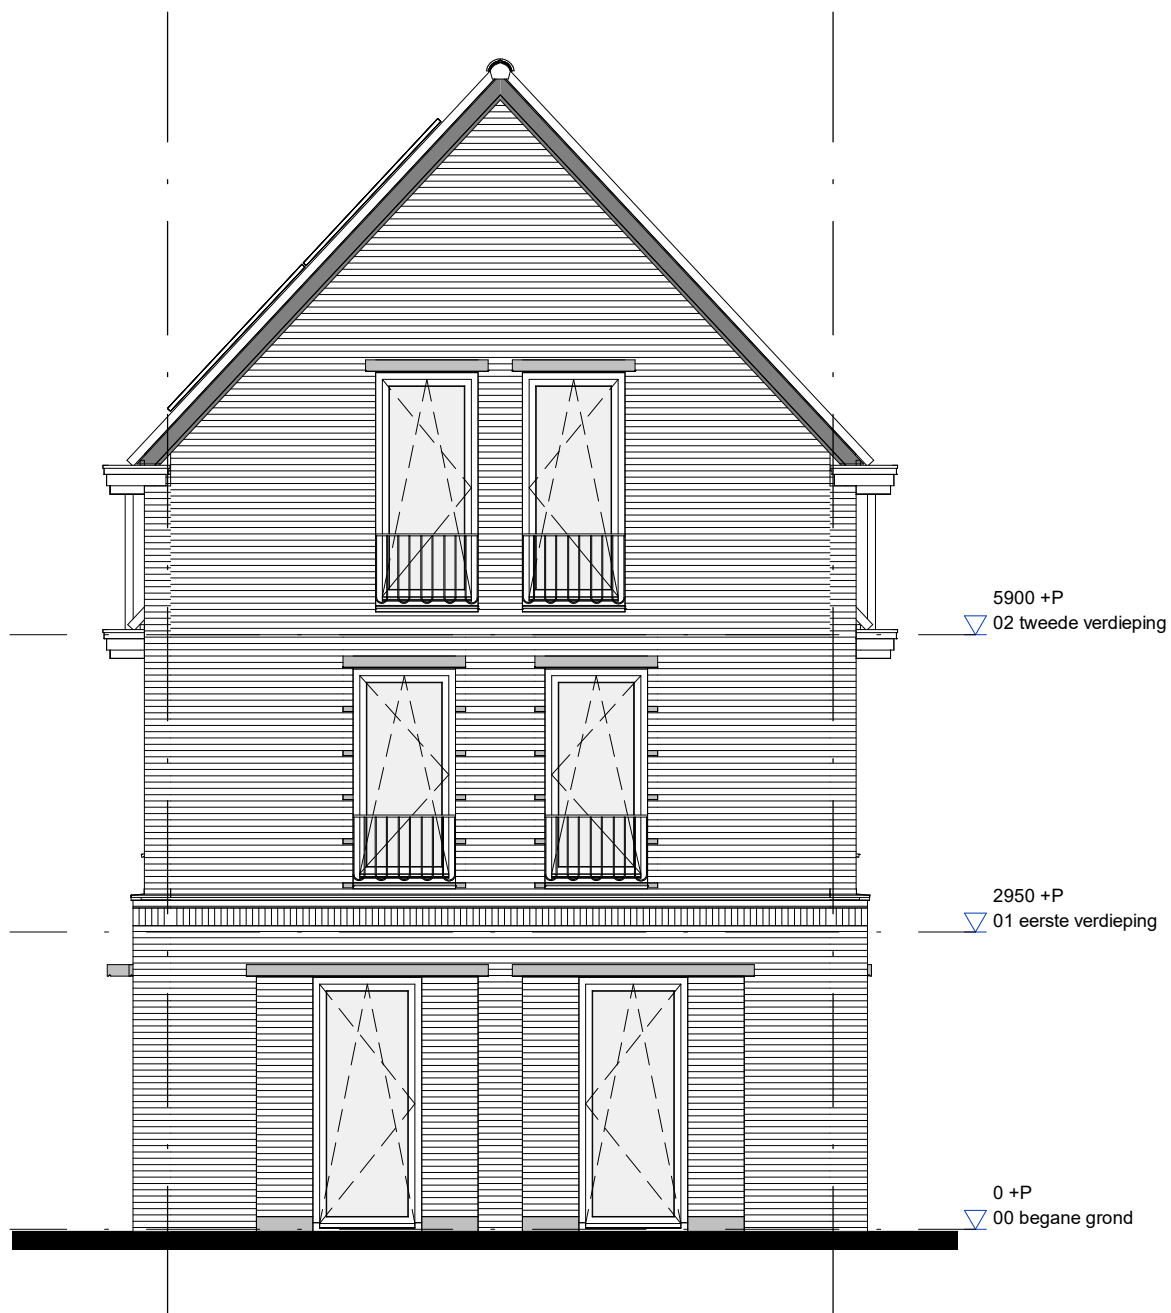 5900 +P
02 tweede verdieping
2950 +P
01 eerste verdieping
0 +P
00 begane grond